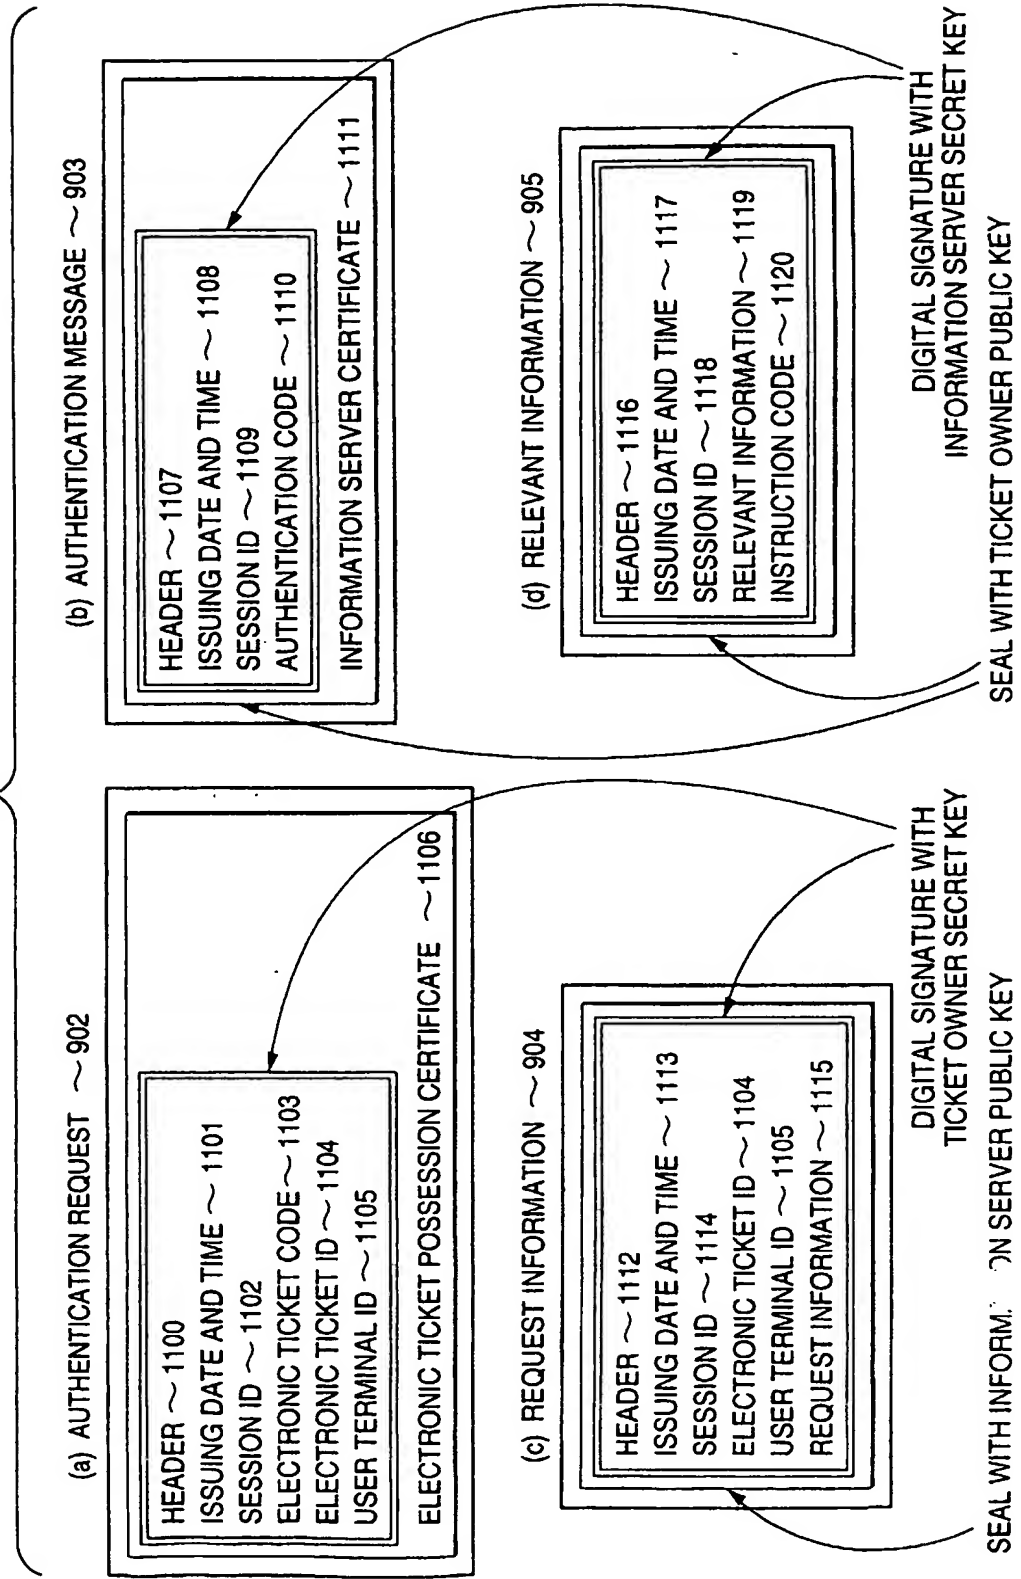 (a) AUTHENTICATION REQUEST ~902
HEADER ~1100
ISSUING DATE AND TIME ~1101
SESSION ID ~1102
ELECTRONIC TICKET CODE ~1103
ELECTRONIC TICKET ID ~1104
USER TERMINAL ID ~1105
ELECTRONIC TICKET POSSESSION CERTIFICATE ~1106
(b) AUTHENTICATION MESSAGE ~903
HEADER ~1107
ISSUING DATE AND TIME ~1108
SESSION ID ~1109
AUTHENTICATION CODE ~1110
INFORMATION SERVER CERTIFICATE ~1111
(c) REQUEST INFORMATION ~904
HEADER ~1112
ISSUING DATE AND TIME ~1113
SESSION ID ~1114
ELECTRONIC TICKET ID ~1104
USER TERMINAL ID ~1105
REQUEST INFORMATION ~1115
(d) RELEVANT INFORMATION ~905
HEADER ~1116
ISSUING DATE AND TIME ~1117
SESSION ID ~1118
RELEVANT INFORMATION ~1119
INSTRUCTION CODE ~1120
DIGITAL SIGNATURE WITH
TICKET OWNER SECRET KEY
SEAL WITH INFORM. ON SERVER PUBLIC KEY
DIGITAL SIGNATURE WITH
INFORMATION SERVER SECRET KEY
SEAL WITH TICKET OWNER PUBLIC KEY